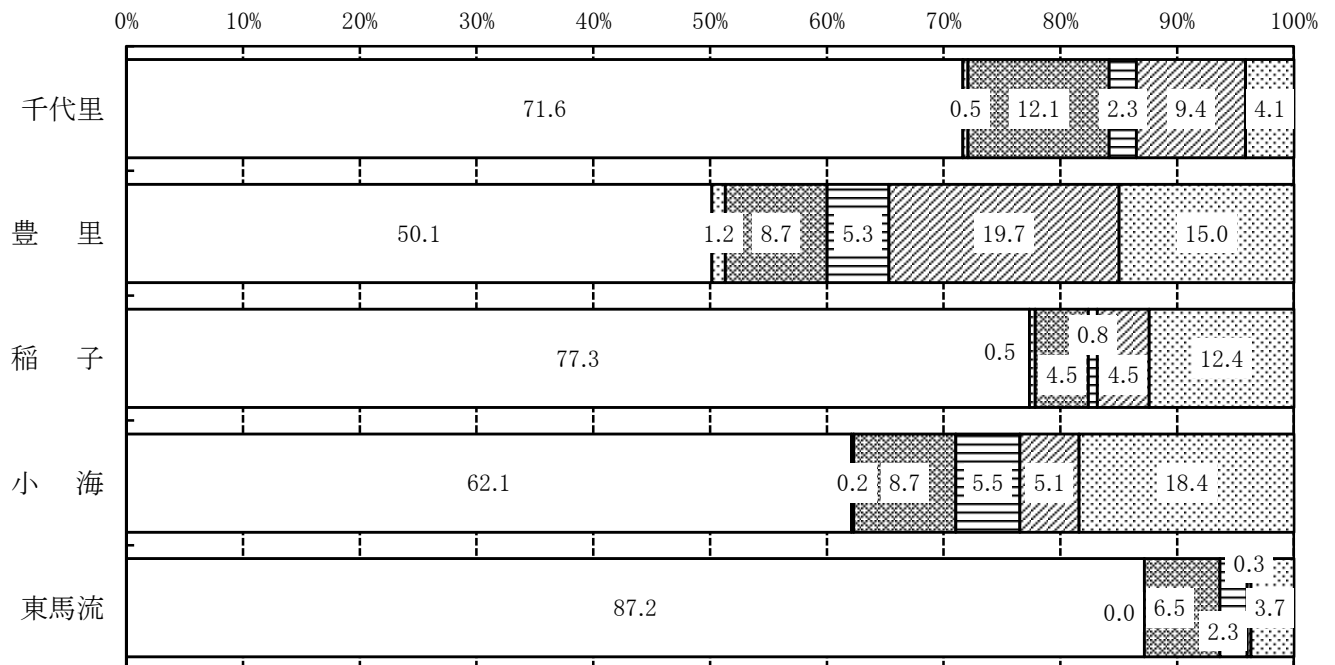 0% 10% 20% 30% 40% 50% 60% 70% 80% 90% 100%
千代里 71.6 0.5 12.1 2.3 9.4 4.1
豊 里 50.1 1.2 8.7 5.3 19.7 15.0
稲 子 77.3 0.5 4.5 0.8 4.5 12.4
小 海 62.1 0.2 8.7 5.5 5.1 18.4
東馬流 87.2 0.0 6.5 2.3 0.3 3.7